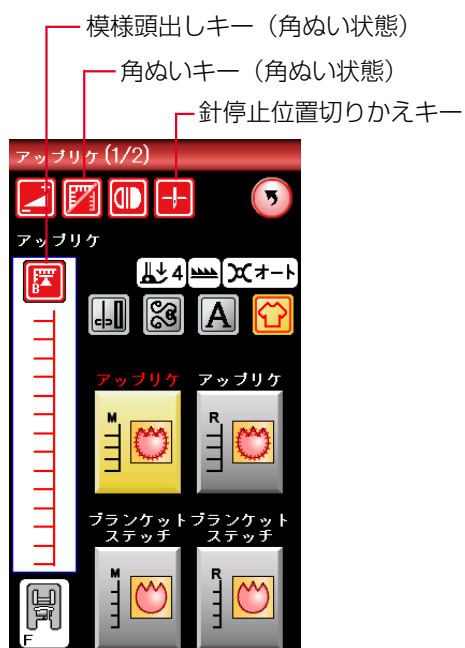 模様頭出しキー（角ぬい状態）
角ぬいキー（角ぬい状態）
針停止位置切りかえキー
アップリケ(1/2)
アップリケ
B
4 オート
A
アップリケ アップリケ
M R
ブランケットステッチ ブランケットステッチ
M R
F